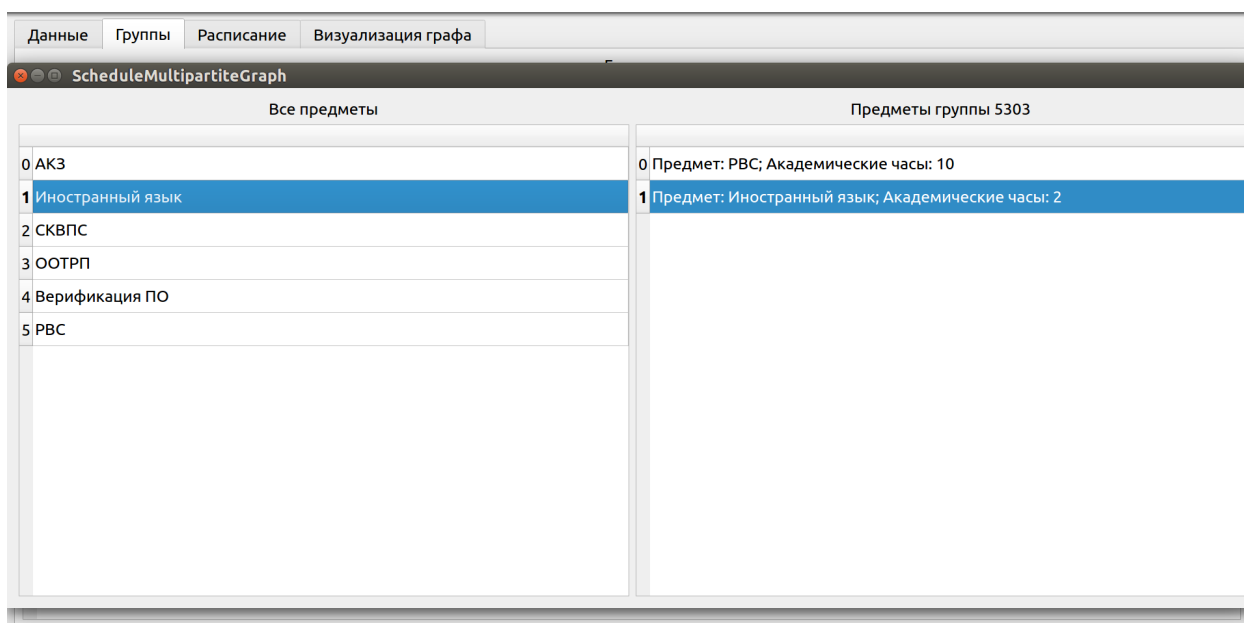 Данные Группы Расписание Визуализация графа
ScheduleMultipartiteGraph
Все предметы Предметы группы 5303
0 АКЗ 0 Предмет: РВС; Академические часы: 10
1 Иностранный язык 1 Предмет: Иностранный язык; Академические часы: 2
2 СКВПС
3 ООТРП
4 Верификация ПО
5 РВС